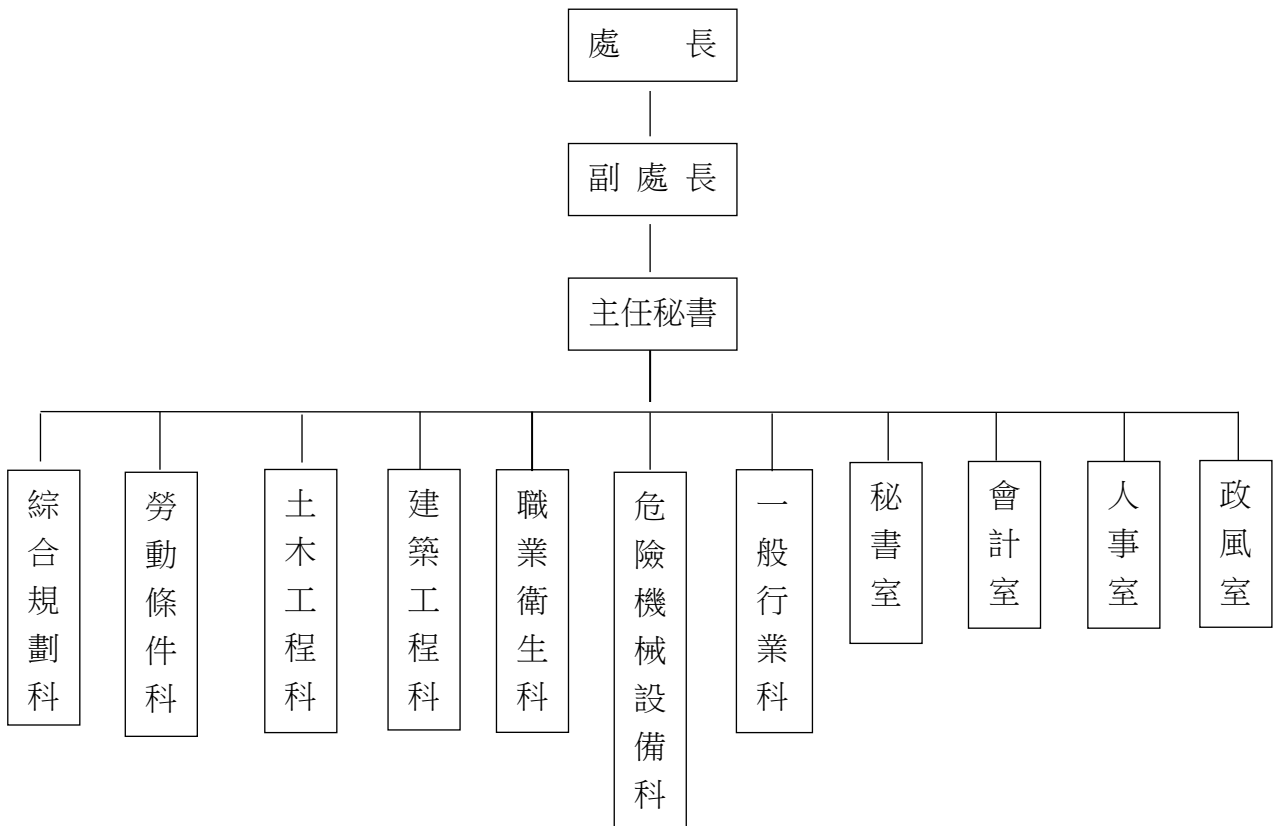 處　　長
副 處 長
主任秘書
綜合規劃科
勞動條件科
土木工程科
建築工程科
職業衛生科
危險機械設備科
一般行業科
秘書室
會計室
人事室
政風室